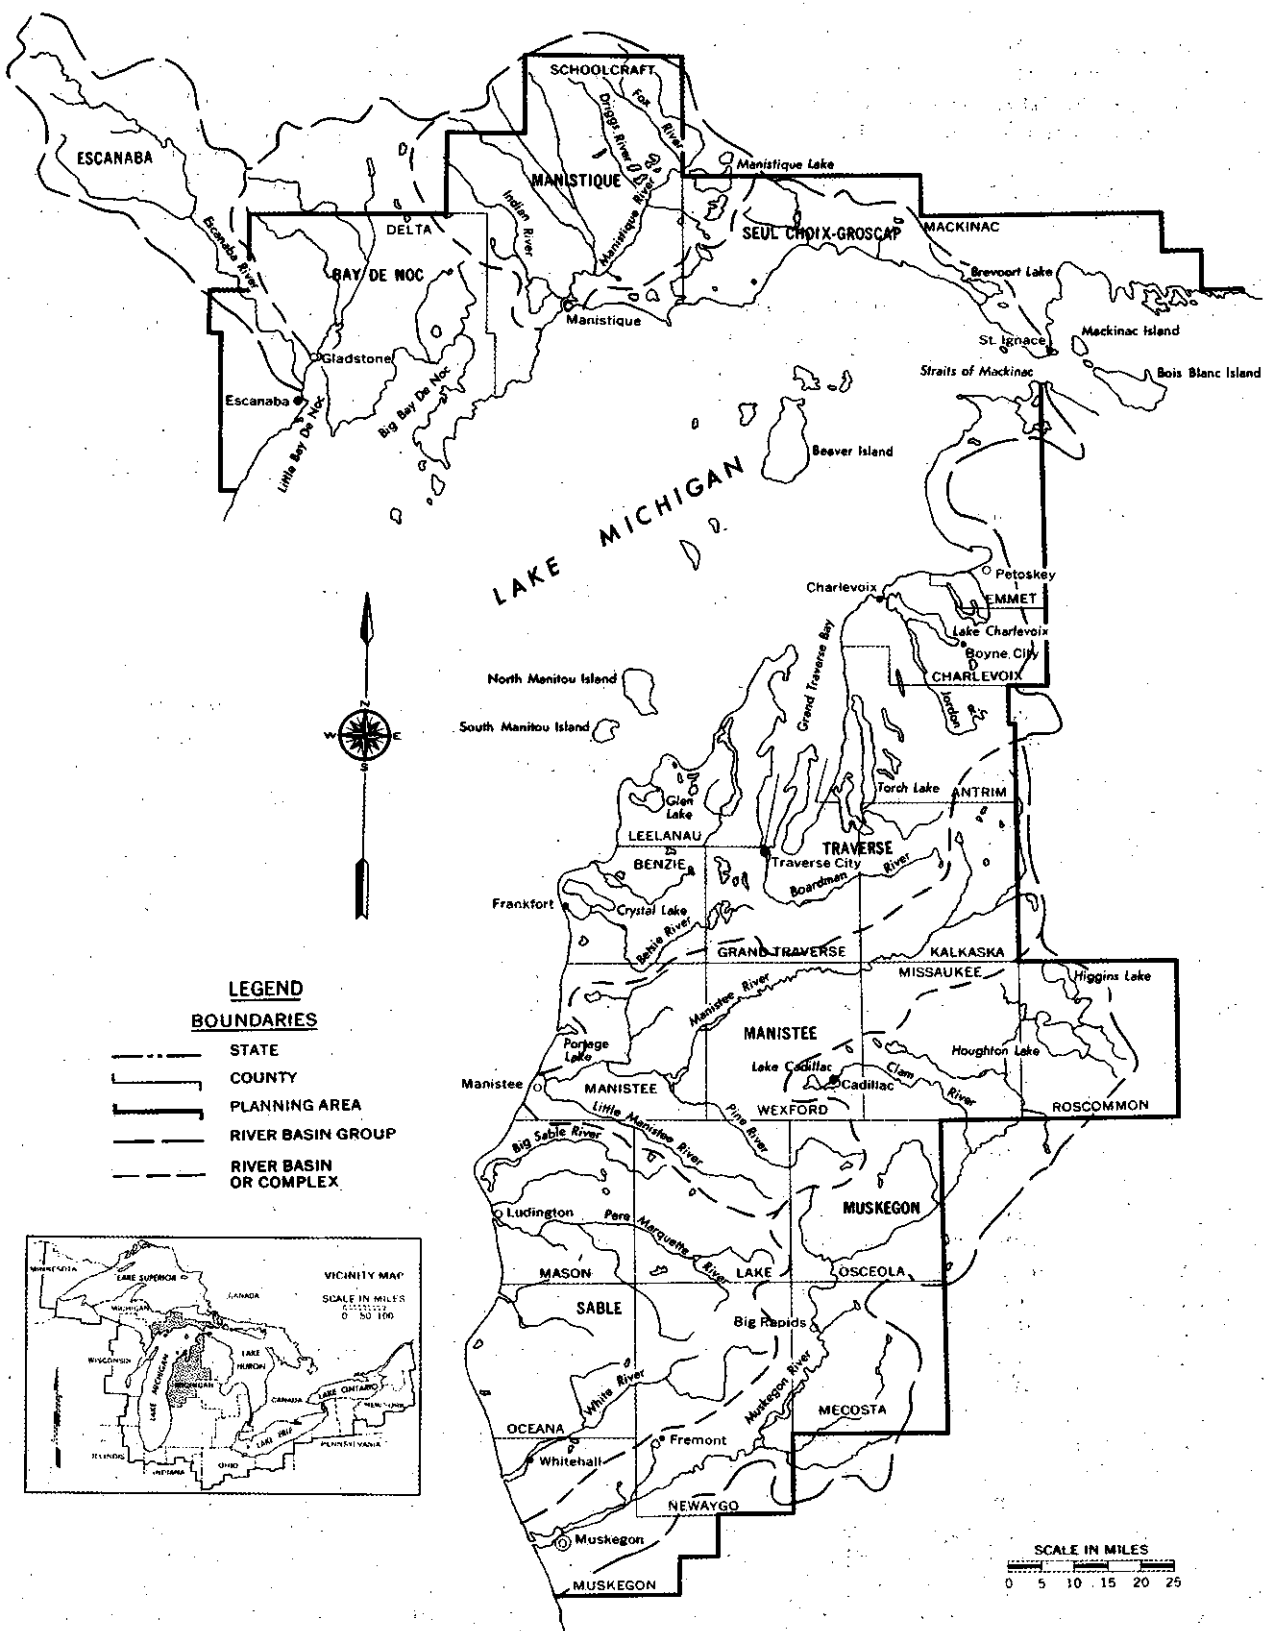 SCHOOLCRAFT
Fox
River
Driggs River
ESCANABA
MANISTIQUE
Manistique Lake
Indian
River
Manistique River
Escanaba River
DELTA
SEUL CHOIX-GROSCAP
MACKINAC
BAY DE NOC
Brevoort Lake
Manistique
Mackinac Island
St. Ignace
Gladstone
Straits of Mackinac
Bois Blanc Island
Escanaba
Little Bay De Noc
Big Bay De Noc
Beaver Island
LAKE MICHIGAN
Petoskey
Charlevoix
EMMET
Lake Charlevoix
Boyne City
Grand Traverse Bay
CHARLEVOIX
North Manitou Island
Jordon
South Manitou Island
N
W E
S
Torch Lake
ANTRIM
Glen
Lake
LEELANAU
TRAVERSE
BENZIE
Traverse City
Boardman River
Frankfort
Crystal Lake
Betsie River
GRAND TRAVERSE
KALKASKA
MISSAUKEE
Higgins Lake
Manistee River
MANISTEE
Portage
Lake
Houghton Lake
Lake Cadillac
Cadillac
Clam
River
Manistee
MANISTEE
WEXFORD
ROSCOMMON
Little Manistee River
Pine River
Big Sable River
Ludington
Pere Marquette
River
MUSKEGON
MASON
LAKE
OSCEOLA
SABLE
Big Rapids
White River
Muskegon River
MECOSTA
OCEANA
Fremont
Whitehall
NEWAYGO
Muskegon
MUSKEGON
LEGEND
BOUNDARIES
STATE
COUNTY
PLANNING AREA
RIVER BASIN GROUP
RIVER BASIN
OR COMPLEX
VICINITY MAP
SCALE IN MILES
0 50 100
MINNESOTA
LAKE SUPERIOR
CANADA
MICHIGAN
WISCONSIN
LAKE MICHIGAN
LAKE
HURON
MICHIGAN
CANADA
LAKE ONTARIO
LAKE ERIE
PENNSYLVANIA
ILLINOIS
INDIANA
OHIO
SCALE IN MILES
0 5 10 15 20 25